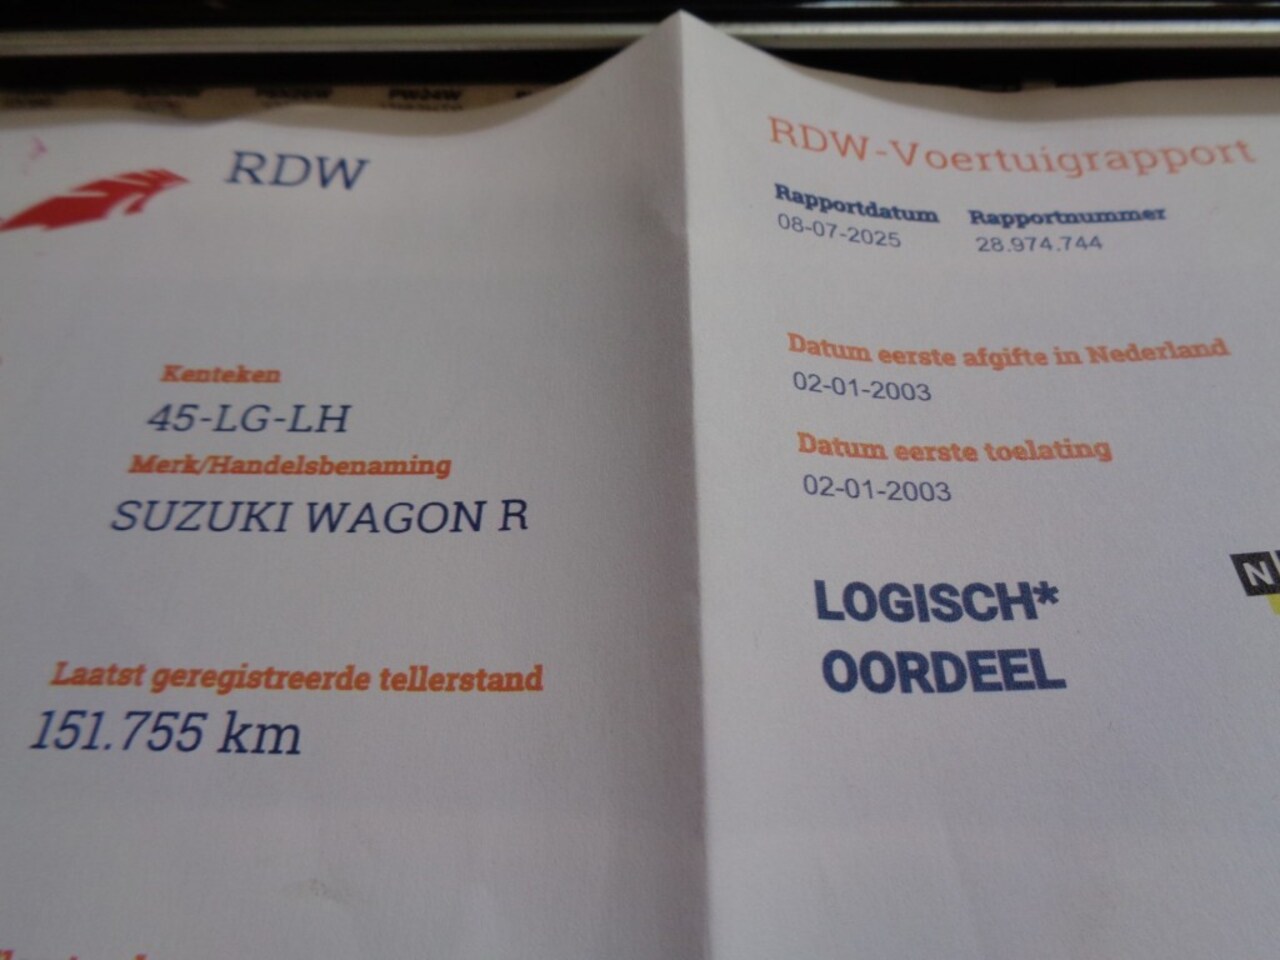 RDW
Kenteken
45-LG-LH
Merk/Handelsbenaming
SUZUKI WAGON R
Laatst geregistreerde tellerstand
151.755 km
RDW-Voertuigrapport
Rapportdatum Rapportnummer
08-07-2025 28.974.744
Datum eerste afgifte in Nederland
02-01-2003
Datum eerste toelating
02-01-2003
LOGISCH*
OORDEEL
N